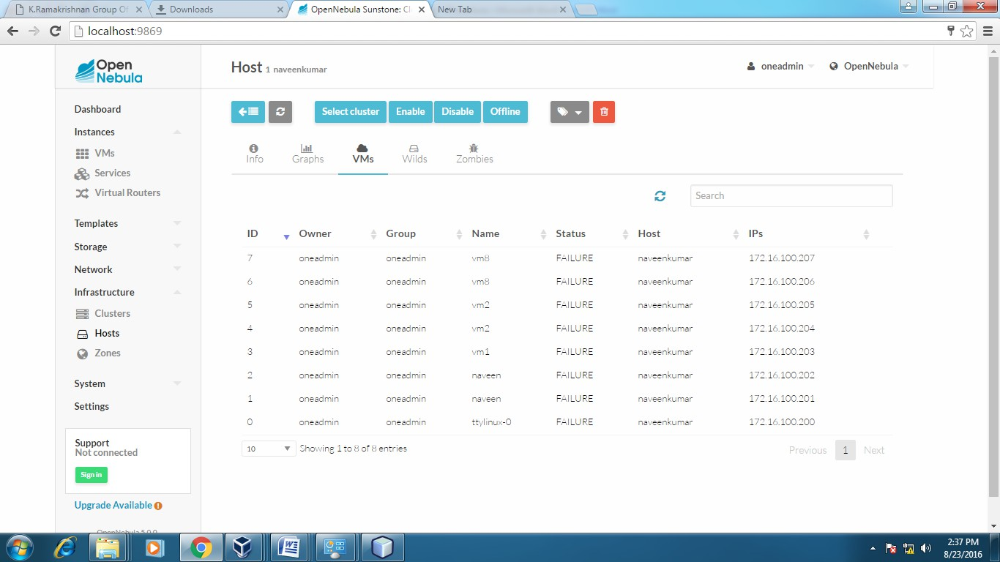 K.Ramakrishnan Group Of
Downloads
OpenNebula Sunstone: Cl
New Tab
localhost:9869
Open
Nebula
Host 1 naveenkumar
oneadmin
OpenNebula
Dashboard
Instances
VMs
Services
Virtual Routers
Templates
Storage
Network
Infrastructure
Clusters
Hosts
Zones
System
Settings
Support
Not connected
Sign in
Upgrade Available
OpenNebula 5.0.0
Select cluster Enable Disable Offline
Info Graphs VMs Wilds Zombies
Search
ID Owner Group Name Status Host IPs
7 oneadmin oneadmin vm8 FAILURE naveenkumar 172.16.100.207
6 oneadmin oneadmin vm8 FAILURE naveenkumar 172.16.100.206
5 oneadmin oneadmin vm2 FAILURE naveenkumar 172.16.100.205
4 oneadmin oneadmin vm2 FAILURE naveenkumar 172.16.100.204
3 oneadmin oneadmin vm1 FAILURE naveenkumar 172.16.100.203
2 oneadmin oneadmin naveen FAILURE naveenkumar 172.16.100.202
1 oneadmin oneadmin naveen FAILURE naveenkumar 172.16.100.201
0 oneadmin oneadmin ttylinux-0 FAILURE naveenkumar 172.16.100.200
10 Showing 1 to 8 of 8 entries
Previous 1 Next
2:37 PM
8/23/2016